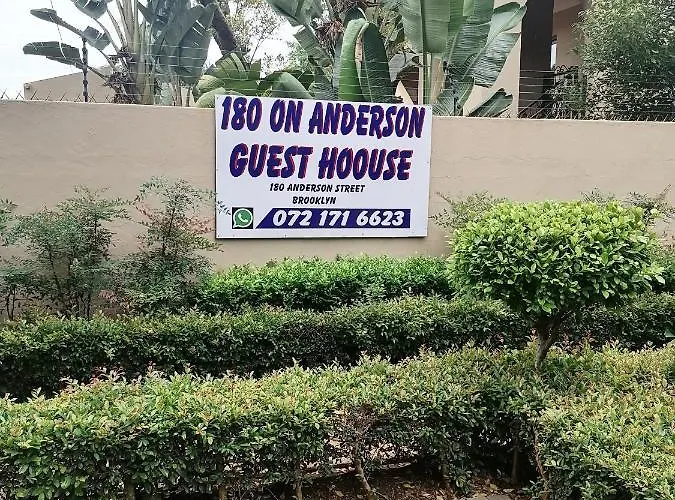 180 ON ANDERSON
GUEST HOOUSE
180 ANDERSON STREET
BROOKLYN
072 171 6623